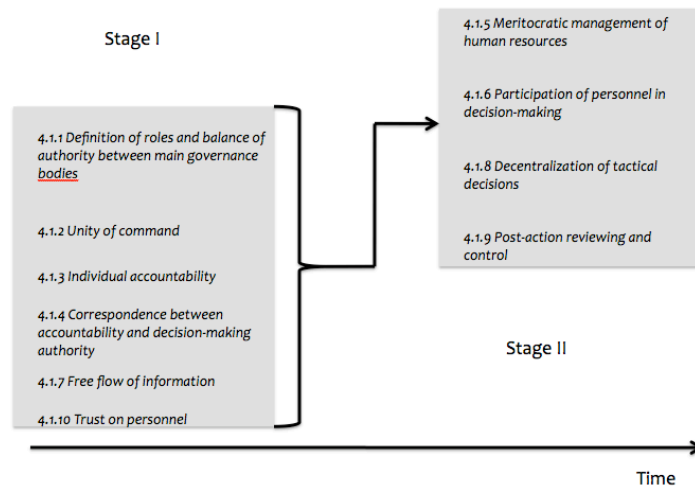 Stage I
4.1.1 Definition of roles and balance of
authority between main governance
bodies
4.1.2 Unity of command
4.1.3 Individual accountability
4.1.4 Correspondence between
accountability and decision-making
authority
4.1.7 Free flow of information
4.1.10 Trust on personnel
4.1.5 Meritocratic management of
human resources
4.1.6 Participation of personnel in
decision-making
4.1.8 Decentralization of tactical
decisions
4.1.9 Post-action reviewing and
control
Stage II
Time